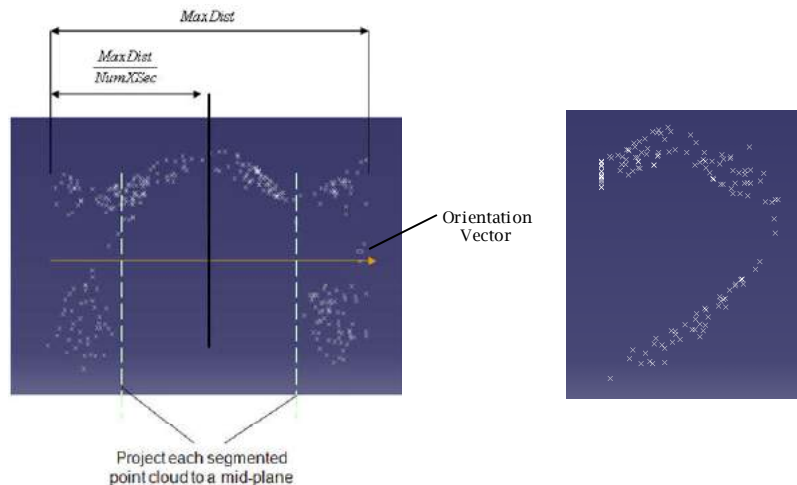 MaxDist
MaxDist
NumXSec
Orientation
Vector
Project each segmented
point cloud to a mid-plane